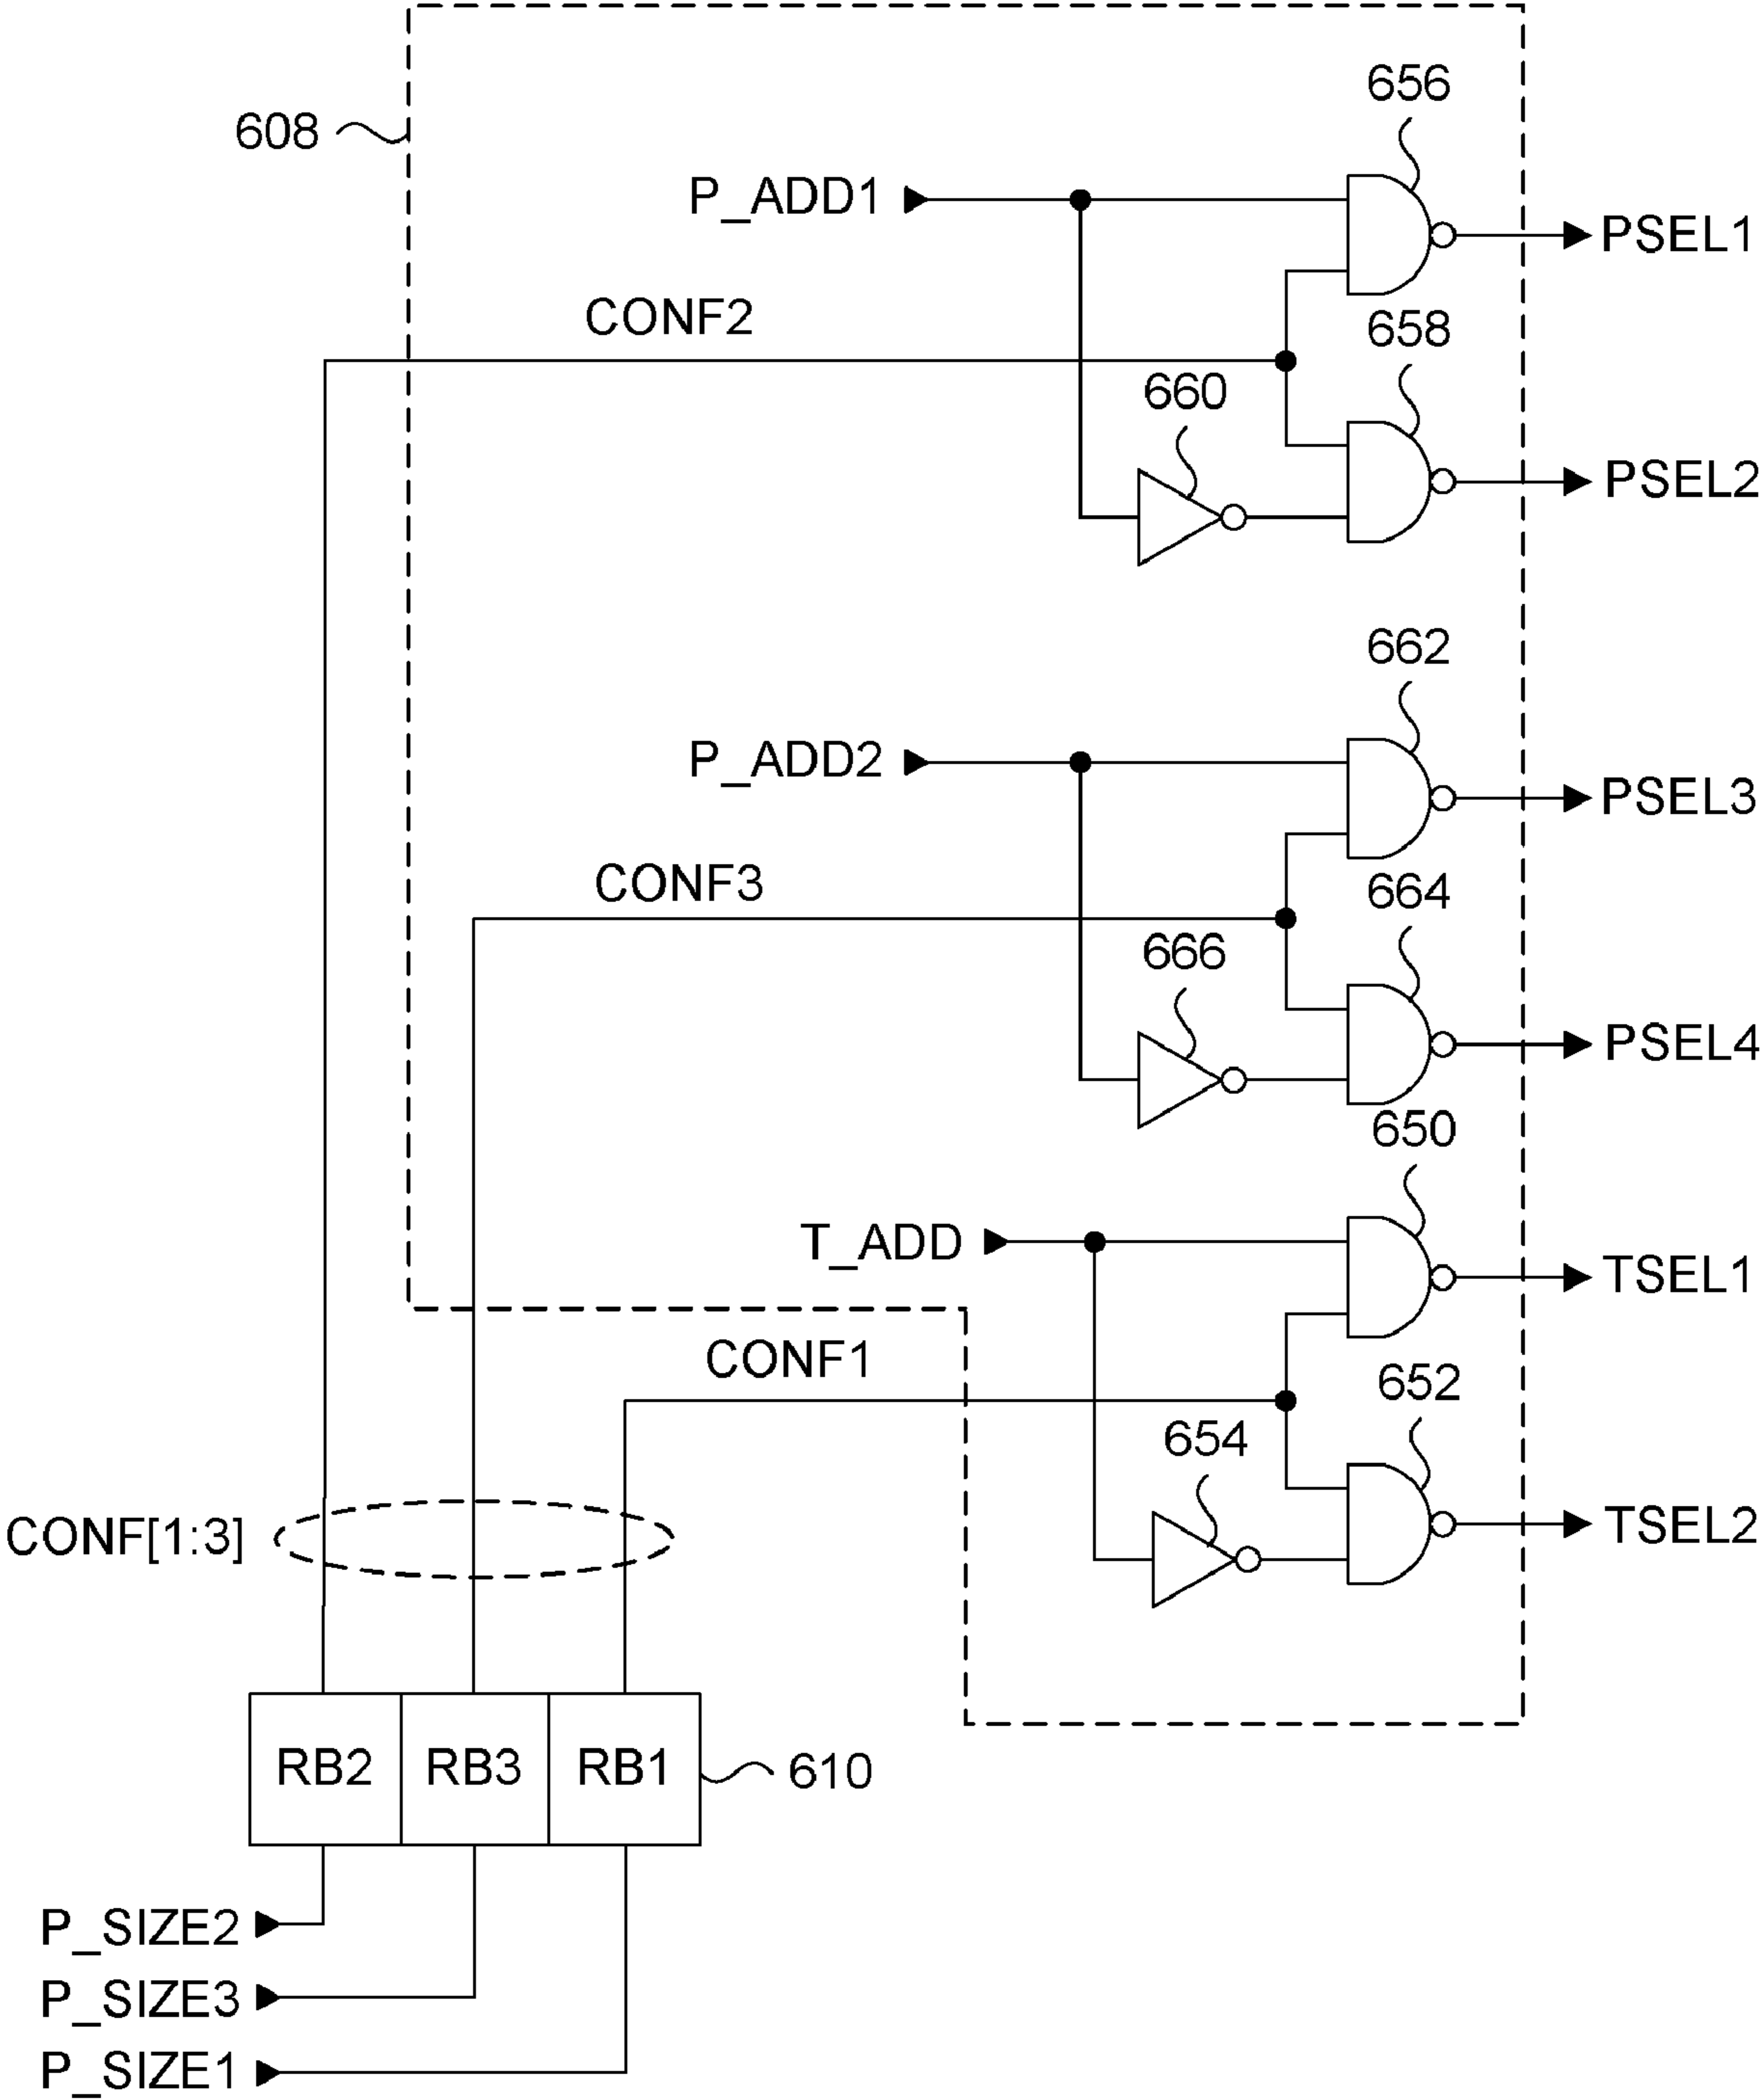 656
608
P_ADD1
PSEL1
CONF2
658
660
PSEL2
662
P_ADD2
PSEL3
CONF3
664
666
PSEL4
650
T_ADD
TSEL1
CONF1
652
654
CONF[1:3]
TSEL2
RB2 RB3 RB1
610
P_SIZE2
P_SIZE3
P_SIZE1